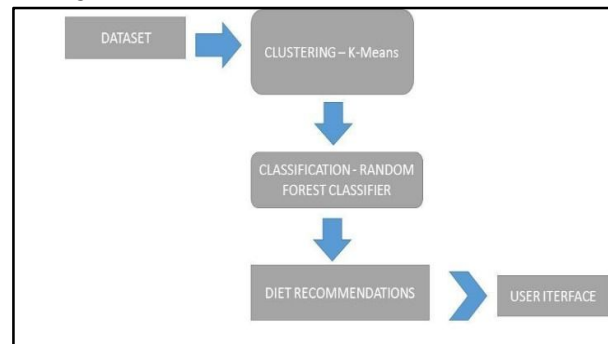 DATASET
CLUSTERING – K-Means
CLASSIFICATION - RANDOM
FOREST CLASSIFIER
DIET RECOMMENDATIONS
USER ITERFACE